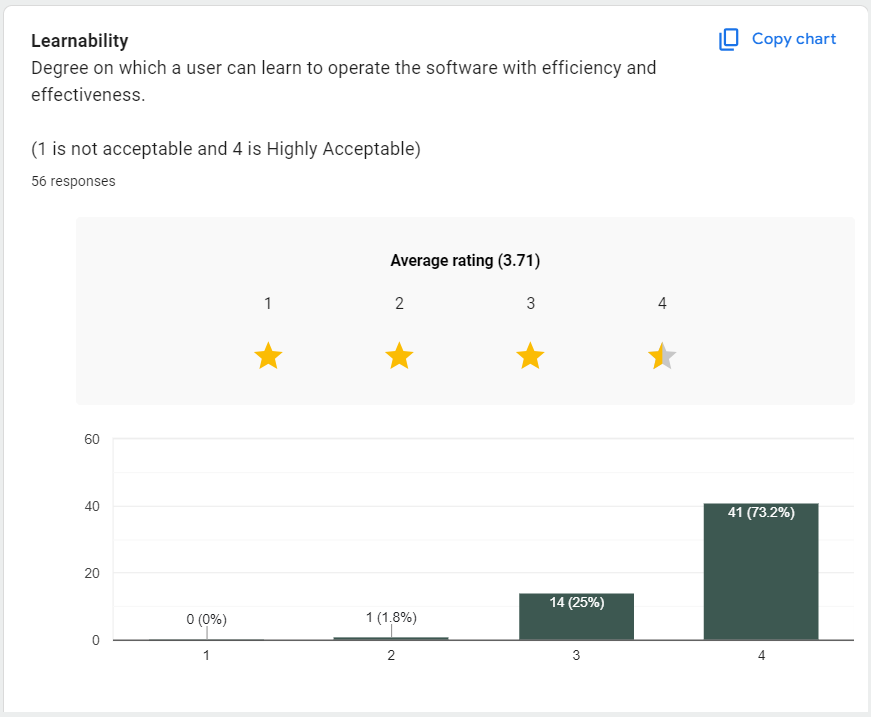 Learnability
Copy chart
Degree on which a user can learn to operate the software with efficiency and
effectiveness.
(1 is not acceptable and 4 is Highly Acceptable)
56 responses
Average rating (3.71)
1 2 3 4
60
40
20
0
0 (0%)
1 (1.8%)
14 (25%)
41 (73.2%)
1 2 3 4